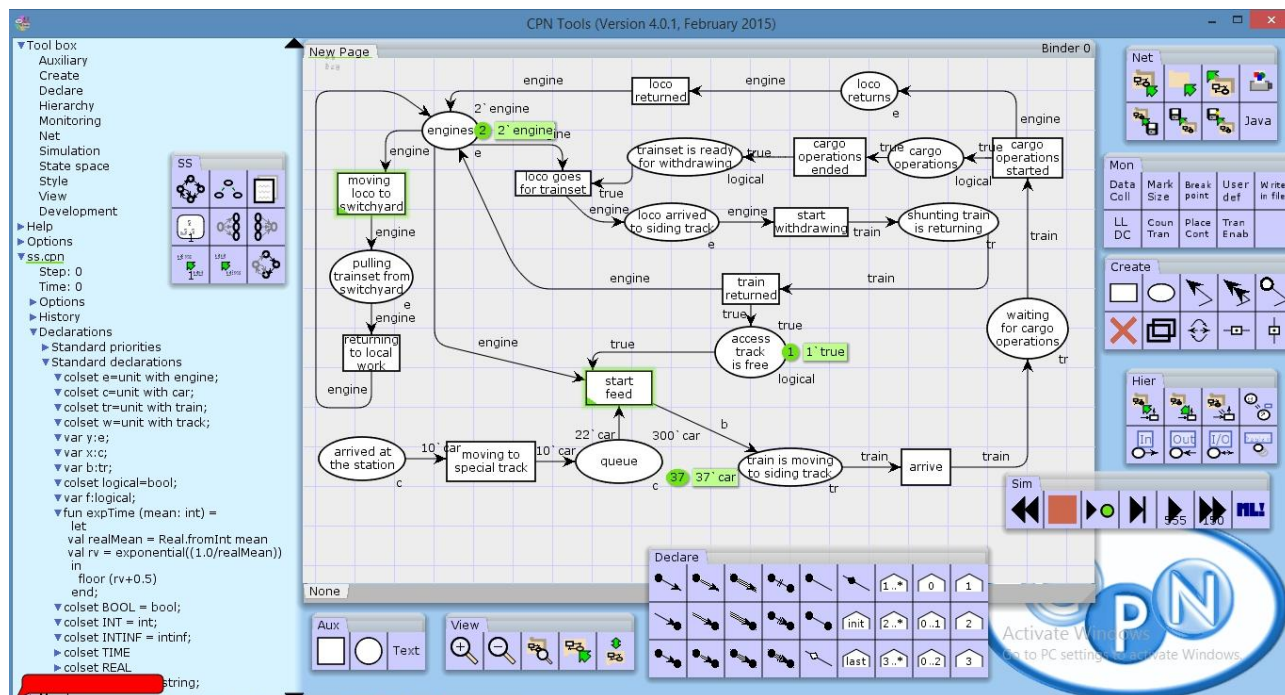 CPN Tools (Version 4.0.1, February 2015)
Tool box
Auxiliary
Create
Declare
Hierarchy
Monitoring
Net
Simulation
State space
Style
View
Development
Help
Options
ss.cpn
Step: 0
Time: 0
Options
History
Declarations
Standard priorities
Standard declarations
colset e=unit with engine;
colset c=unit with car;
colset tr=unit with train;
colset w=unit with track;
var y:e;
var x:c;
var b:tr;
colset logical=bool;
var f:logical;
fun expTime (mean: int) =
let
val realMean = Real.fromInt mean
val rv = exponential((1.0/realMean))
in
floor (rv+0.5)
end;
colset BOOL = bool;
colset INT = int;
colset INTINF = intinf;
colset TIME
colset REAL
string;
SS
1
1
New Page
Binder 0
engine
loco
returned
engine
loco
returns
e
engine
2`engine
engines
2
2`engine
e
engine
engine
moving
loco to
switchyard
engine
pulling
trainset from
switchyard
e
engine
returning
to local
work
engine
loco goes
for trainset
true
trainset is ready
for withdrawing
logical
true
cargo
operations
ended
true
cargo
operations
logical
true
cargo
operations
started
engine
loco arrived
to siding track
e
engine
start
withdrawing
train
shunting train
is returning
tr
train
train
returned
engine
true
true
access
track
is free
1
1`true
logical
true
engine
start
feed
b
train
waiting
for cargo
operations
tr
arrived at
the station
c
10`car
moving to
special track
10`car
22`car
300`car
queue
c
37
37`car
train is moving
to siding track
tr
train
arrive
train
None
Net
Java
Mon
Data
Coll
Mark
Size
Break
point
User
def
Write
in file
LL
DC
Coun
Tran
Place
Cont
Tran
Enab
Create
Hier
In
Out
I/O
Sim
555
150
ML!
Declare
1..*
0
1
init
2..*
0..1
2
last
3..*
0..2
3
Aux
Text
View
CPN
Activate Windows
Go to PC settings to activate Windows.